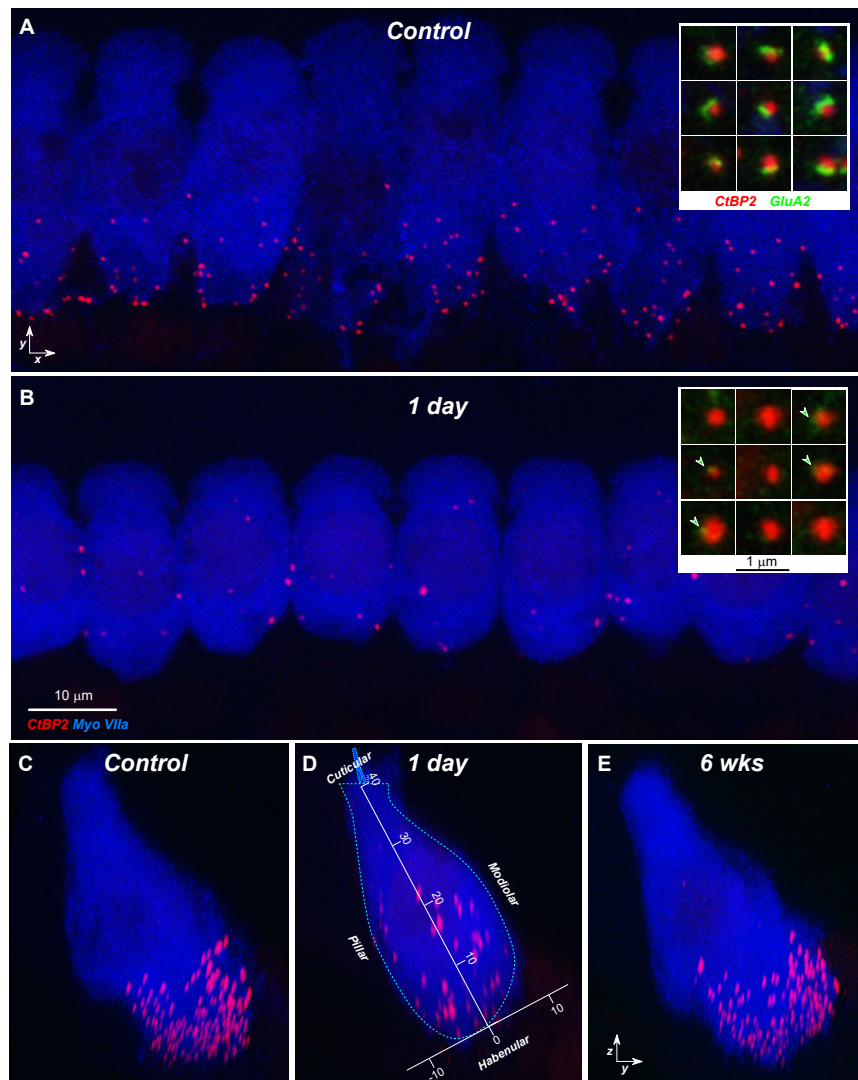 A
Control
CtBP2 GluA2
y
x
B
1 day
1 μm
10 μm
CtBP2 Myo VIIa
C
Control
D
1 day
Cuticular
40
30
20
10
0
Modiolar
Pillar
-10
Habenular
10
E
6 wks
z
y